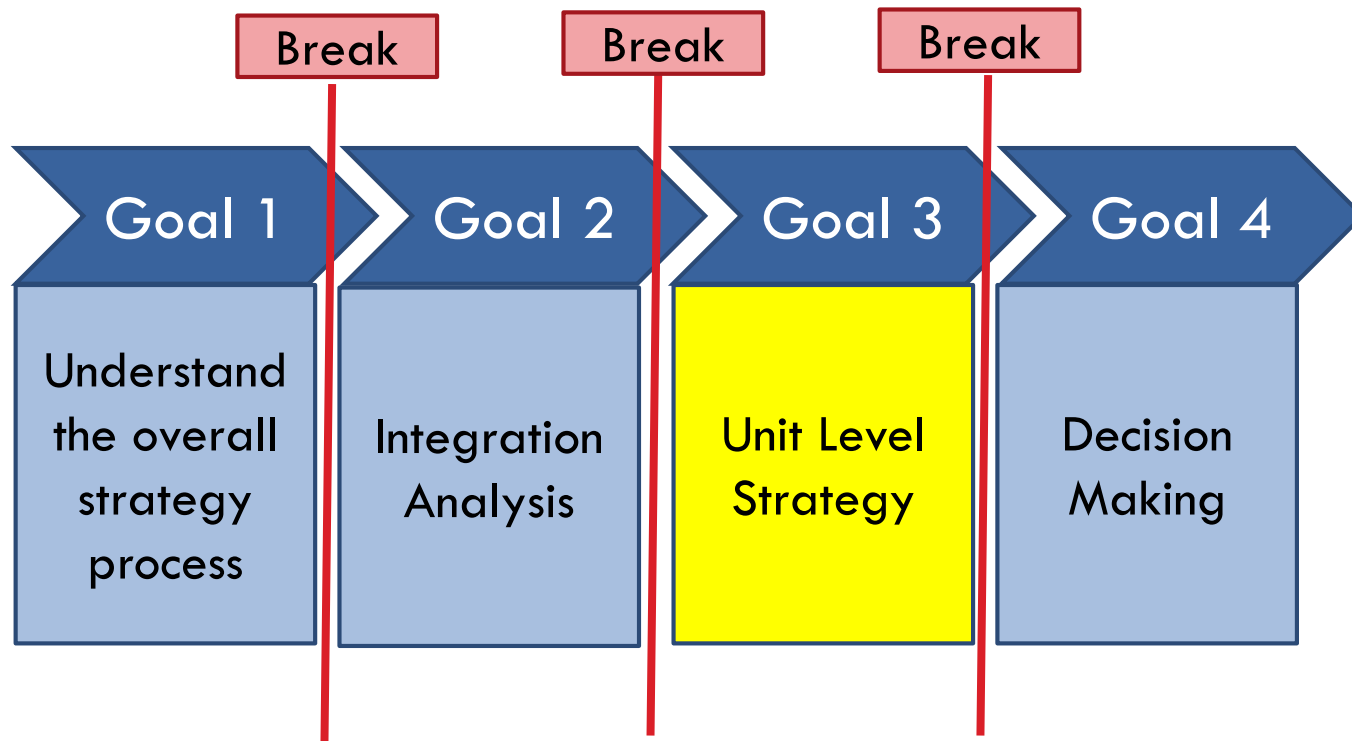 Break
Break
Break
Goal 1
Goal 2
Goal 3
Goal 4
Understand
the overall
strategy
process
Integration
Analysis
Unit Level
Strategy
Decision
Making